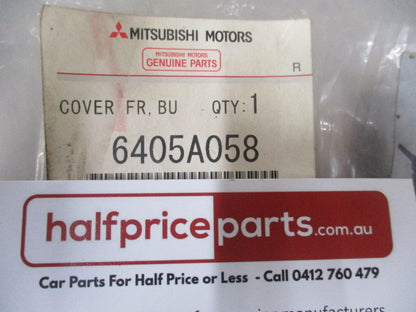 MITSUBISHI MOTORS
MITSUBISHI MOTORS
GENUINE PARTS
R
COVER FR, BU QTY:1
6405A058
halfpriceparts.com.au
Car Parts For Half Price or Less - Call 0412 760 479
manufacturers